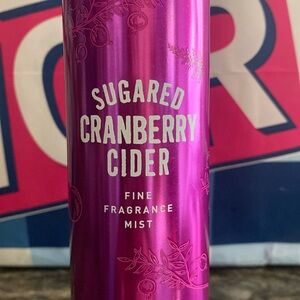 SUGARED
CRANBERRY
CIDER
FINE
FRAGRANCE
MIST